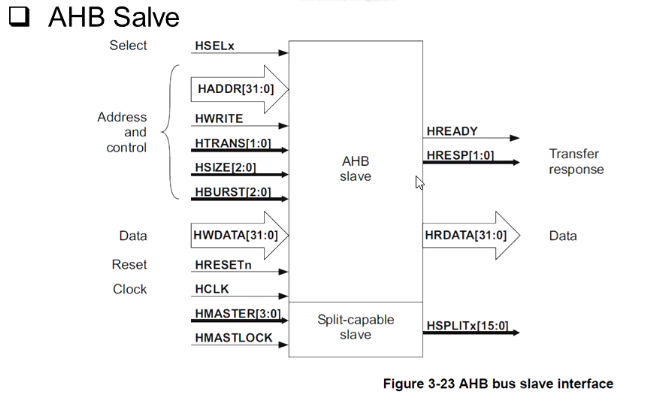 AHB Salve
Select
HSELx
HADDR[31:0]
Address
and
control
HWRITE
HTRANS[1:0]
HSIZE[2:0]
HBURST[2:0]
AHB
slave
HREADY
HRESP[1:0]
Transfer
response
Data
HWDATA[31:0]
HRDATA[31:0]
Data
Reset
HRESETn
Clock
HCLK
HMASTER[3:0]
HMASTLOCK
Split-capable
slave
HSPLITx[15:0]
Figure 3-23 AHB bus slave interface